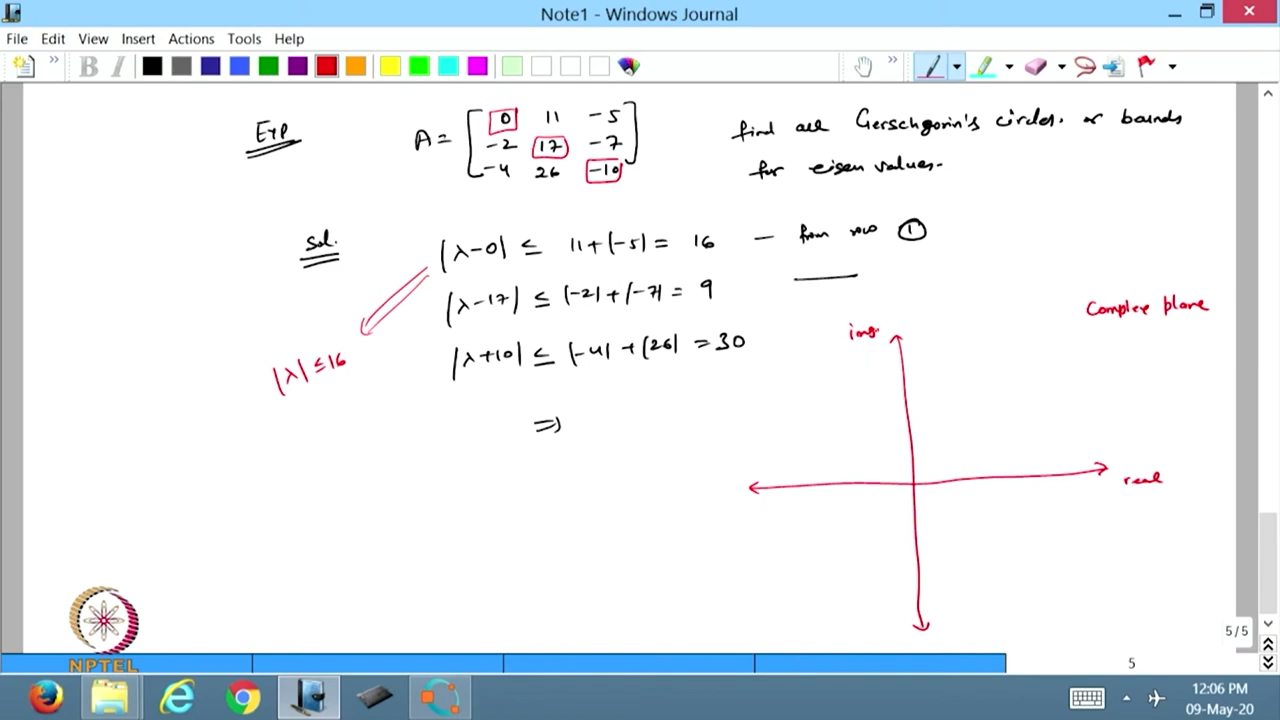 Note1 - Windows Journal
File Edit View Insert Actions Tools Help
B I
Exp A = [ 0 11 -5 find all Gerschgorin's circles. or bounds
-2 17 -7
-4 26 -10 ] for eigen values.
Sol. |λ-0| ≤ 11+|-5| = 16 — from row ①
|λ-17| ≤ |-2|+|-7| = 9 —
|λ+10| ≤ |-4| + |26| = 30
|λ| ≤ 16
⇒
Complex plane
img.
real
NPTEL
5/5
5
12:06 PM
09-May-20